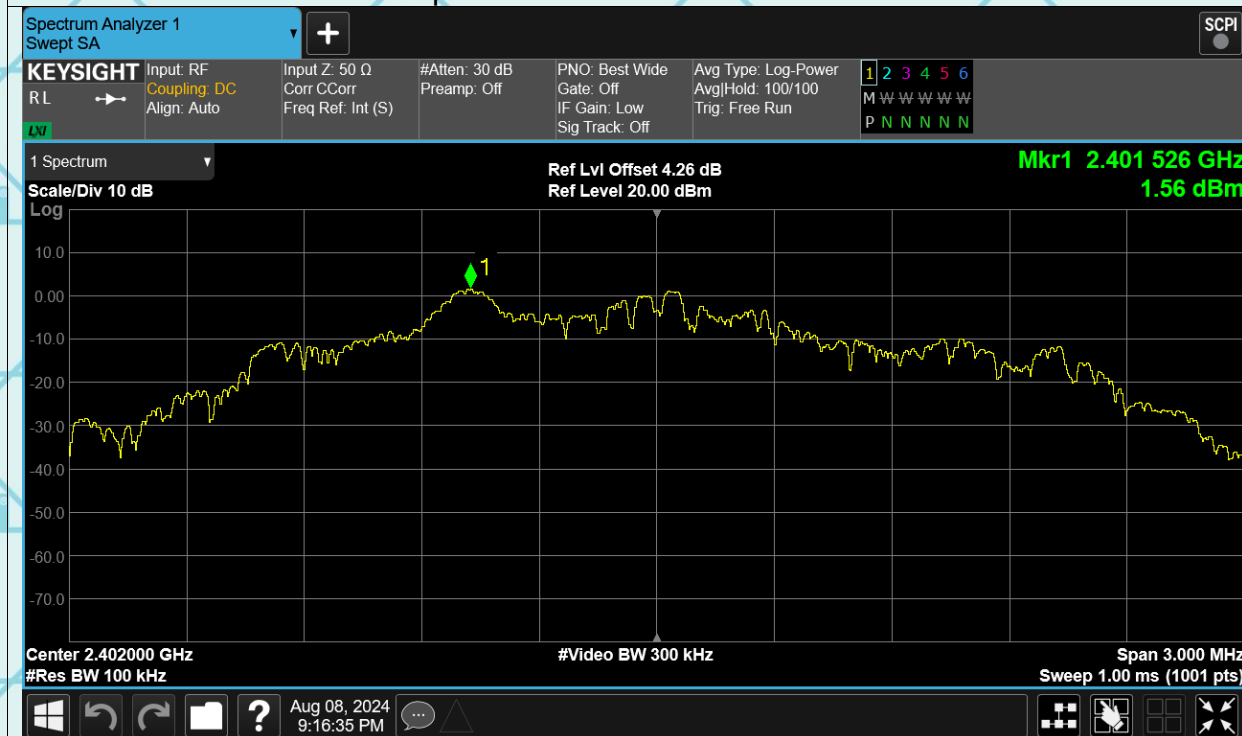 Spectrum Analyzer 1
Swept SA
+
SCPI
KEYSIGHT
RL
LXI
Input: RF
Coupling: DC
Align: Auto
Input Z: 50 Ω
Corr CCorr
Freq Ref: Int (S)
#Atten: 30 dB
Preamp: Off
PNO: Best Wide
Gate: Off
IF Gain: Low
Sig Track: Off
Avg Type: Log-Power
Avg|Hold: 100/100
Trig: Free Run
1 2 3 4 5 6
M W W W W W W
P N N N N N N
1 Spectrum
Scale/Div 10 dB
Ref Lvl Offset 4.26 dB
Ref Level 20.00 dBm
Mkr1 2.401 526 GHz
1.56 dBm
Log
10.0
0.00
-10.0
-20.0
-30.0
-40.0
-50.0
-60.0
-70.0
1
Center 2.402000 GHz
#Res BW 100 kHz
#Video BW 300 kHz
Span 3.000 MHz
Sweep 1.00 ms (1001 pts)
?
Aug 08, 2024
9:16:35 PM